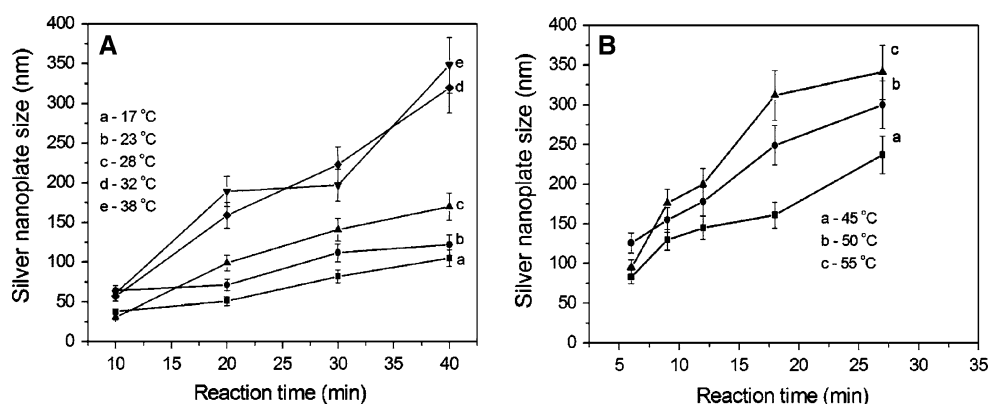 A
Silver nanoplate size (nm)
400
350
300
250
200
150
100
50
0
a - 17 °C
b - 23 °C
c - 28 °C
d - 32 °C
e - 38 °C
e
d
c
b
a
10 15 20 25 30 35 40
Reaction time (min)
B
Silver nanoplate size (nm)
400
350
300
250
200
150
100
50
0
c
b
a
a - 45 °C
b - 50 °C
c - 55 °C
5 10 15 20 25 30 35
Reaction time (min)